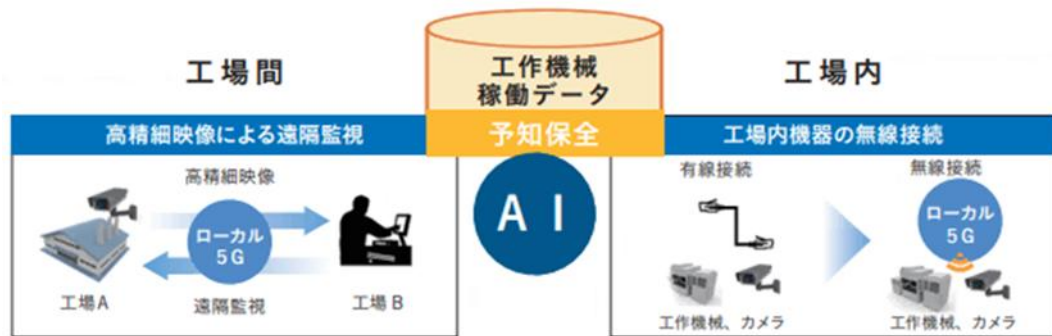 工場間
工作機械
稼働データ
工場内
高精細映像による遠隔監視
予知保全
工場内機器の無線接続
高精細映像
ローカル
5G
工場A
遠隔監視
工場B
AI
有線接続
無線接続
ローカル
5G
工作機械、カメラ
工作機械、カメラ